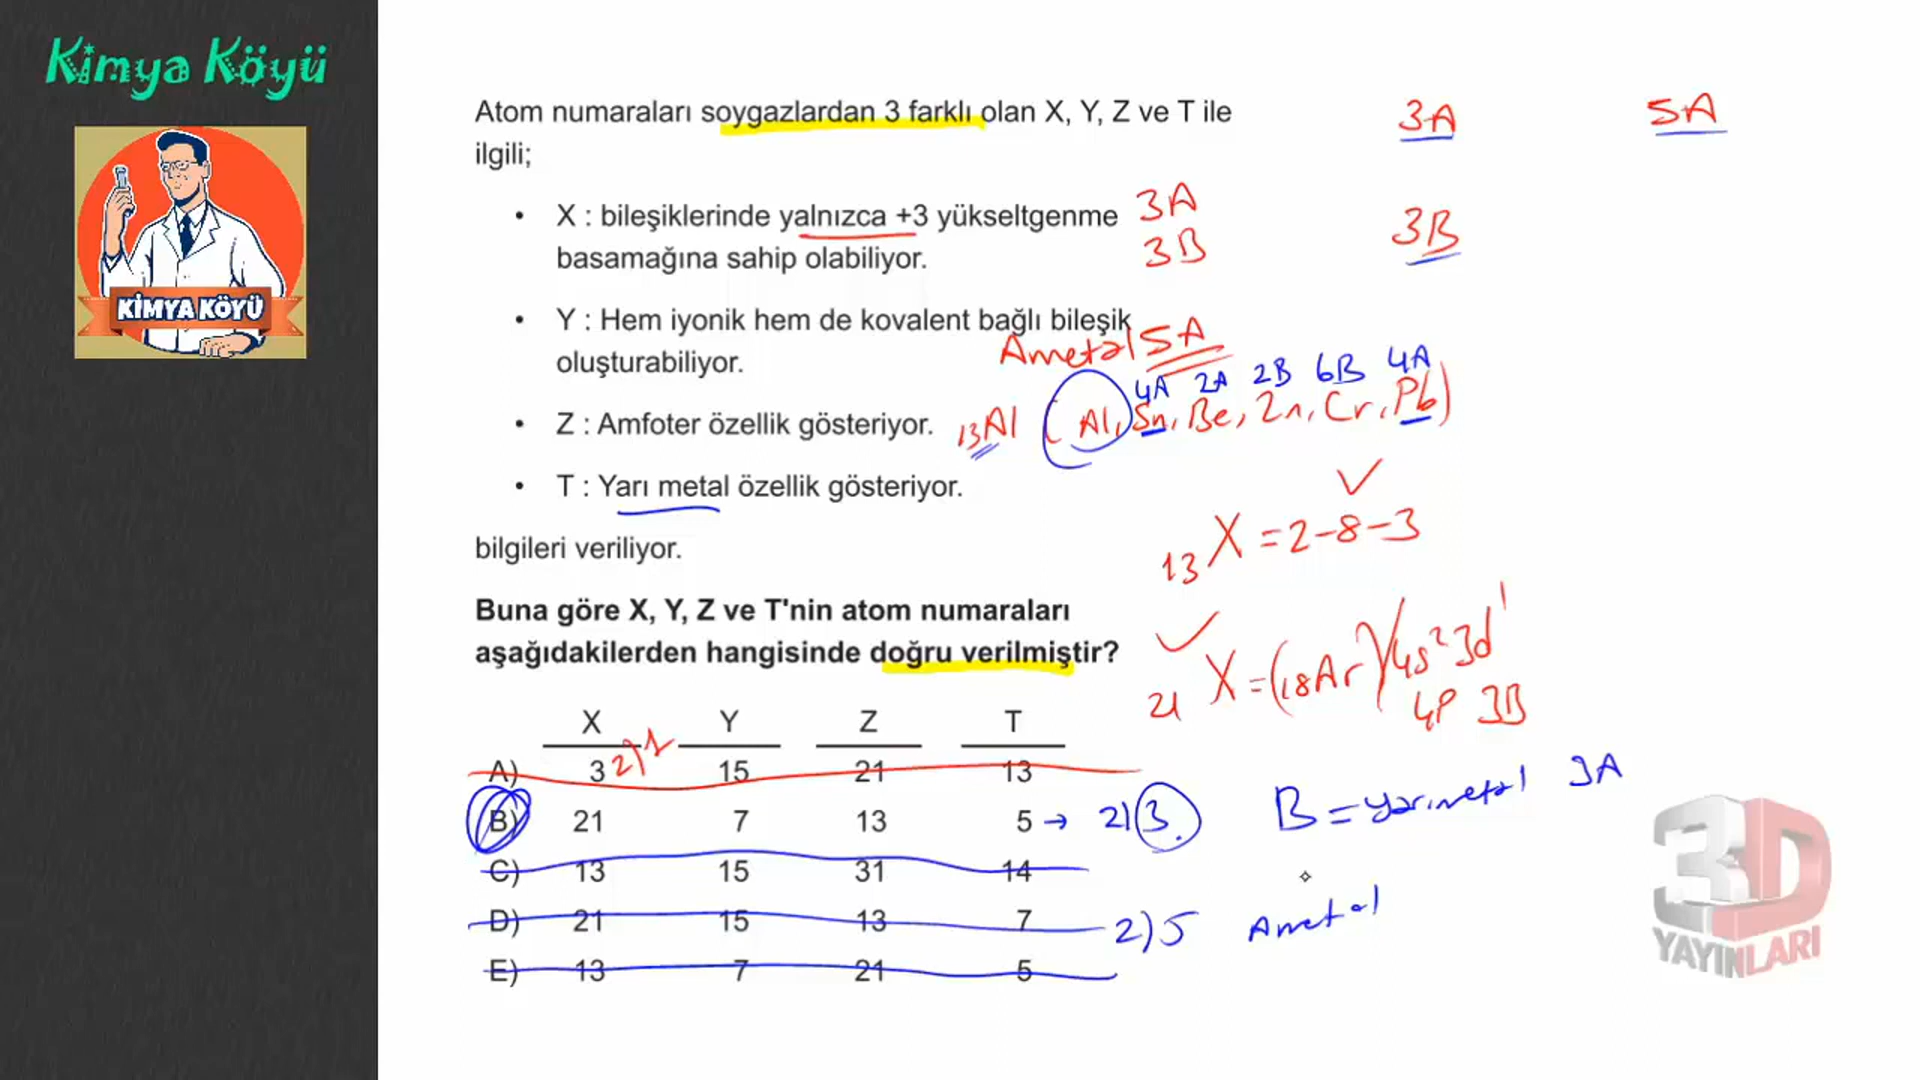 Kimya Köyü
KİMYA KÖYÜ
Atom numaraları soygazlardan 3 farklı olan X, Y, Z ve T ile
ilgili;
3A
5A
• X : bileşiklerinde yalnızca +3 yükseltgenme
basamağına sahip olabiliyor.
3A
3B
3B
• Y : Hem iyonik hem de kovalent bağlı bileşik
oluşturabiliyor.
Ametal 5A
4A 2A 2B 6B 4A
• Z : Amfoter özellik gösteriyor.
13Al (Al, Sn, Be, Zn, Cr, Pb)
• T : Yarı metal özellik gösteriyor.
bilgileri veriliyor.
13X = 2-8-3
Buna göre X, Y, Z ve T'nin atom numaraları
aşağıdakilerden hangisinde doğru verilmiştir?
21X = (18Ar) 4s² 3d¹
4P 3B
X Y Z T
A) 3 2)1 15 21 13
B) 21 7 13 5 → 2)3.
B = yarımetal 3A
C) 13 15 31 14
D) 21 15 13 7 2)5 Ametal
E) 13 7 21 5
3D
YAYINLARI